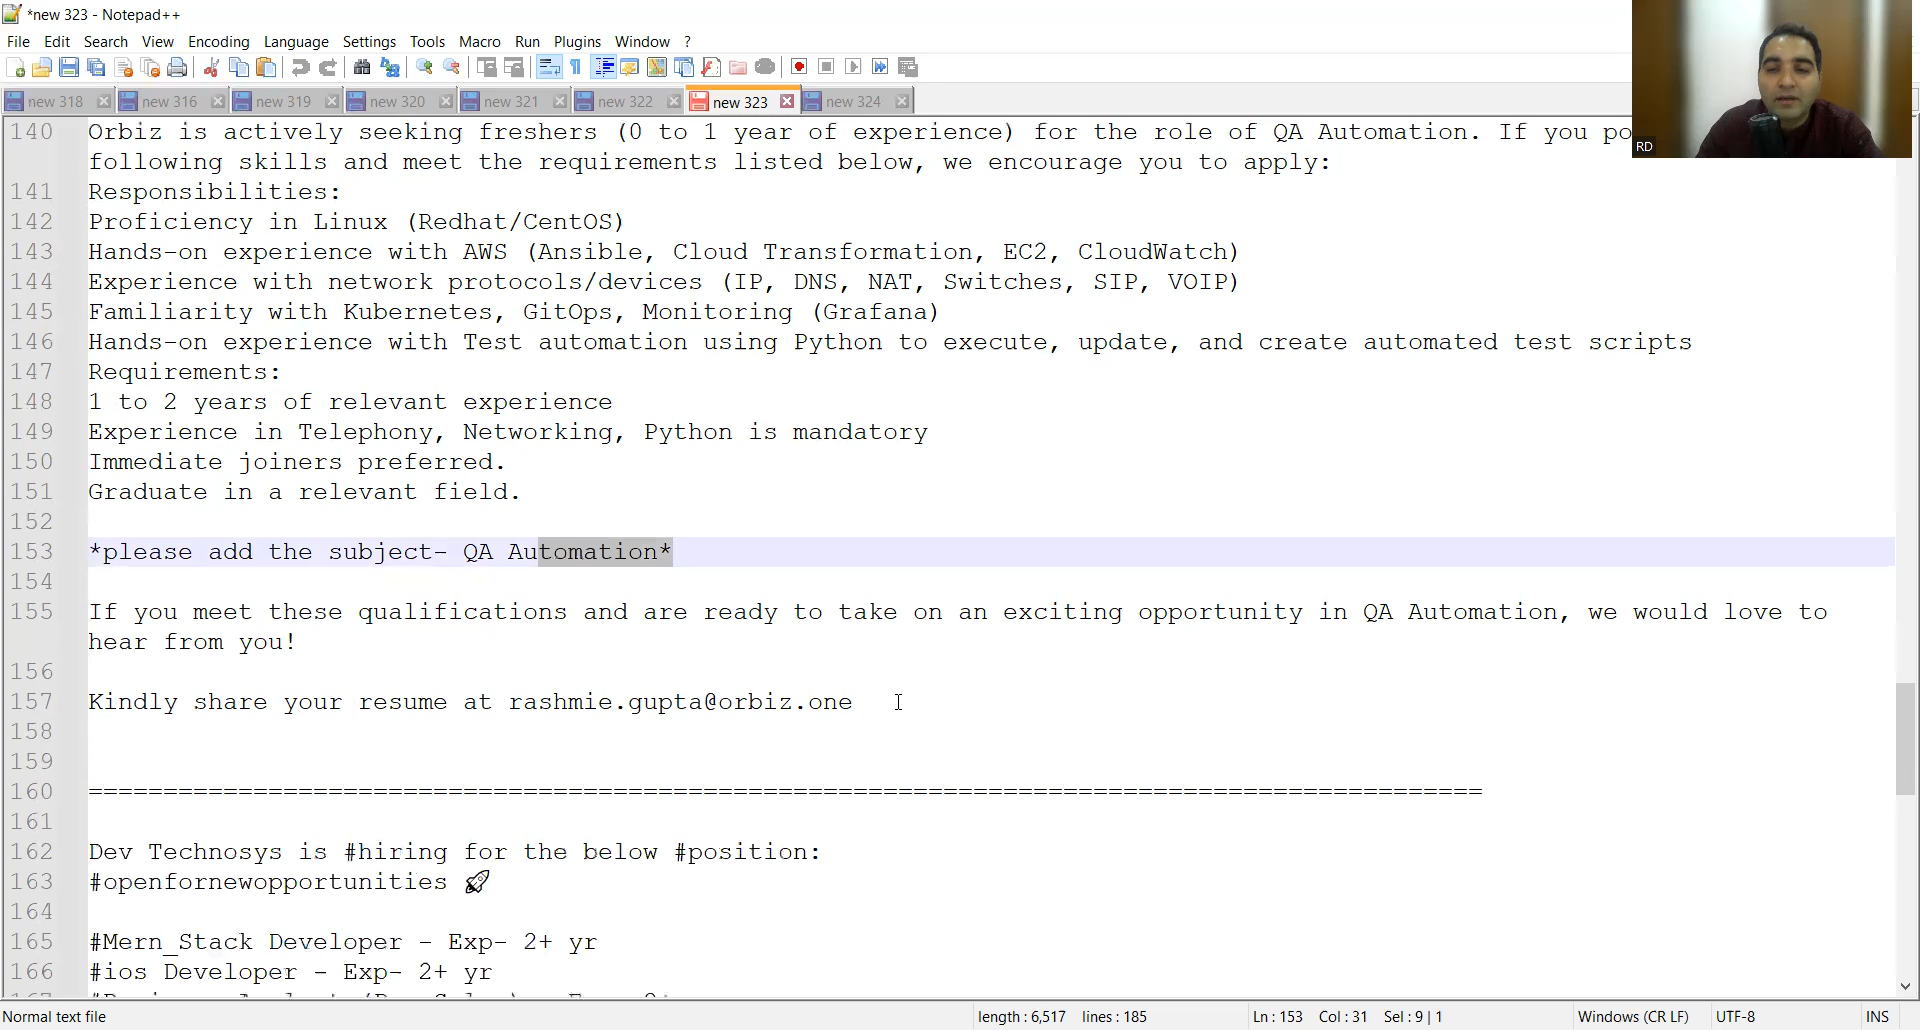 *new 323 - Notepad++
File Edit Search View Encoding Language Settings Tools Macro Run Plugins Window ?
new 318 new 316 new 319 new 320 new 321 new 322 new 323 new 324
RD
140 Orbiz is actively seeking freshers (0 to 1 year of experience) for the role of QA Automation. If you
following skills and meet the requirements listed below, we encourage you to apply:
141 Responsibilities:
142 Proficiency in Linux (Redhat/CentOS)
143 Hands-on experience with AWS (Ansible, Cloud Transformation, EC2, CloudWatch)
144 Experience with network protocols/devices (IP, DNS, NAT, Switches, SIP, VOIP)
145 Familiarity with Kubernetes, GitOps, Monitoring (Grafana)
146 Hands-on experience with Test automation using Python to execute, update, and create automated test scripts
147 Requirements:
148 1 to 2 years of relevant experience
149 Experience in Telephony, Networking, Python is mandatory
150 Immediate joiners preferred.
151 Graduate in a relevant field.
152
153 *please add the subject- QA Automation*
154
155 If you meet these qualifications and are ready to take on an exciting opportunity in QA Automation, we would love to
hear from you!
156
157 Kindly share your resume at rashmie.gupta@orbiz.one
158
159
160 =============================================================================================
161
162 Dev Technosys is #hiring for the below #position:
163 #openfornewopportunities 🚀
164
165 #Mern_Stack Developer - Exp- 2+ yr
166 #ios Developer - Exp- 2+ yr
Normal text file length : 6,517 lines : 185 Ln : 153 Col : 31 Sel : 9 | 1 Windows (CR LF) UTF-8 INS